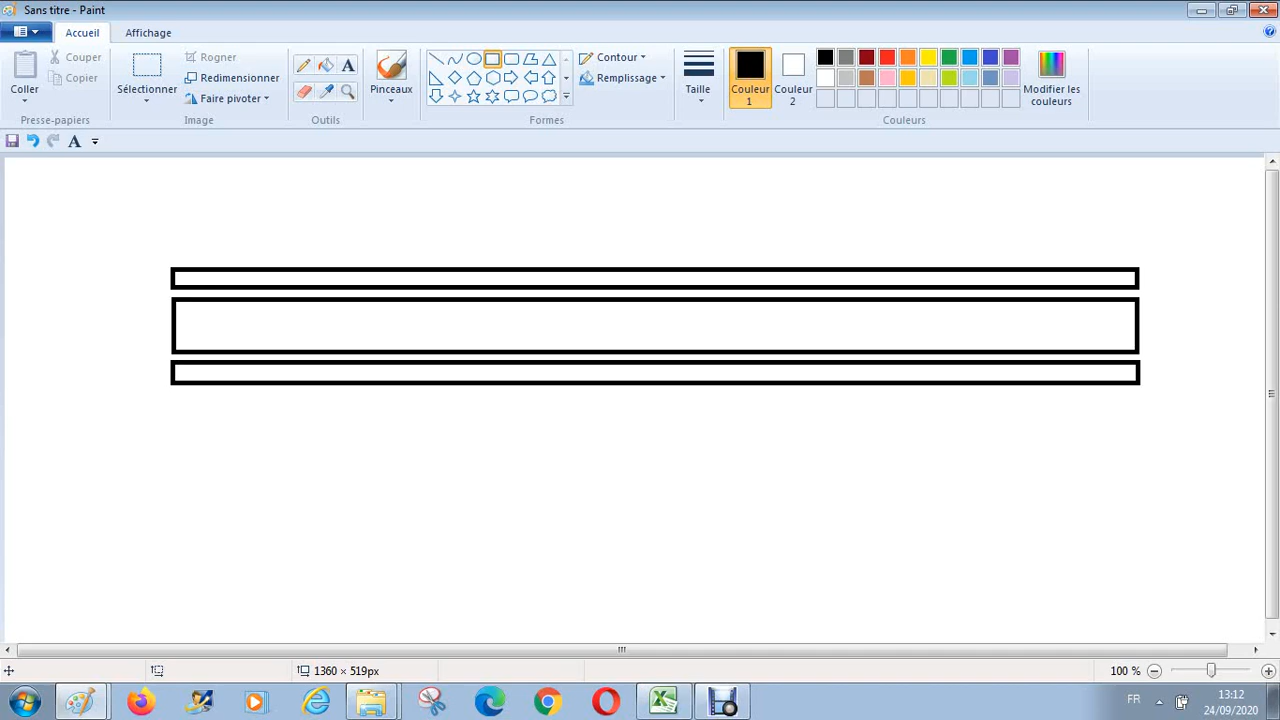 Sans titre - Paint
Accueil
Affichage
Coller
Couper
Copier
Presse-papiers
Sélectionner
Rogner
Redimensionner
Faire pivoter
Image
A
Outils
Pinceaux
Contour
Remplissage
Formes
Taille
Couleur 1
Couleur 2
Modifier les couleurs
Couleurs
A
1360 × 519px
100 %
FR
13:12
24/09/2020